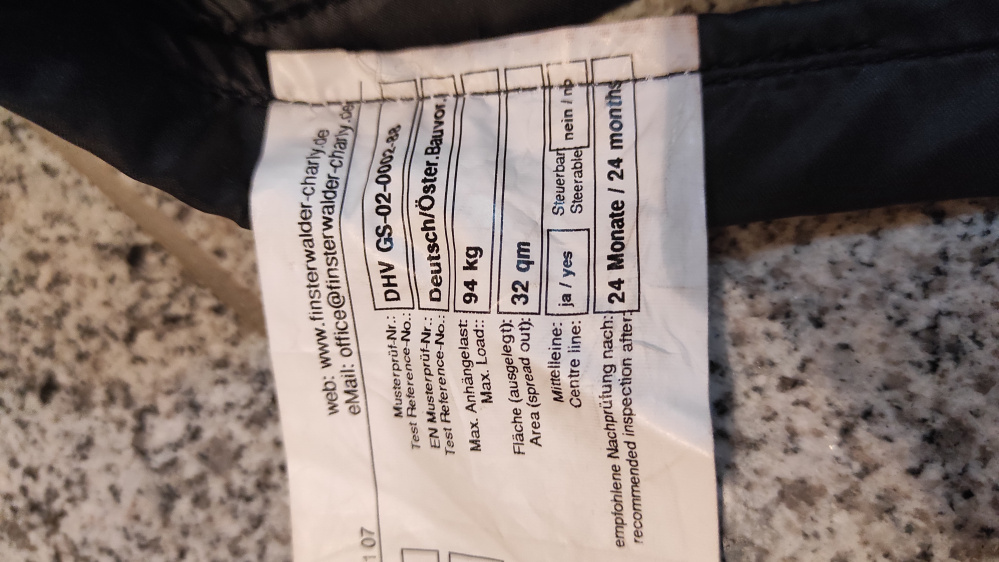 web: www.finsterwalder-charly.de
eMail: office@finsterwalder-charly.de
Musterprüf-Nr.: DHV GS-02-0002-88
Test Reference-No.:
EN Musterprüf-Nr.: Deutsch/Öster.Bauvor.
Test Reference-No.:
Max. Anhängelast: 94 kg
Max. Load::
Fläche (ausgelegt): 32 qm
Area (spread out):
Mittelleine: ja / yes Steuerbar nein / no
Centre line: Steerable
empfohlene Nachprüfung nach: 24 Monate / 24 months
recommended inspection after:
07